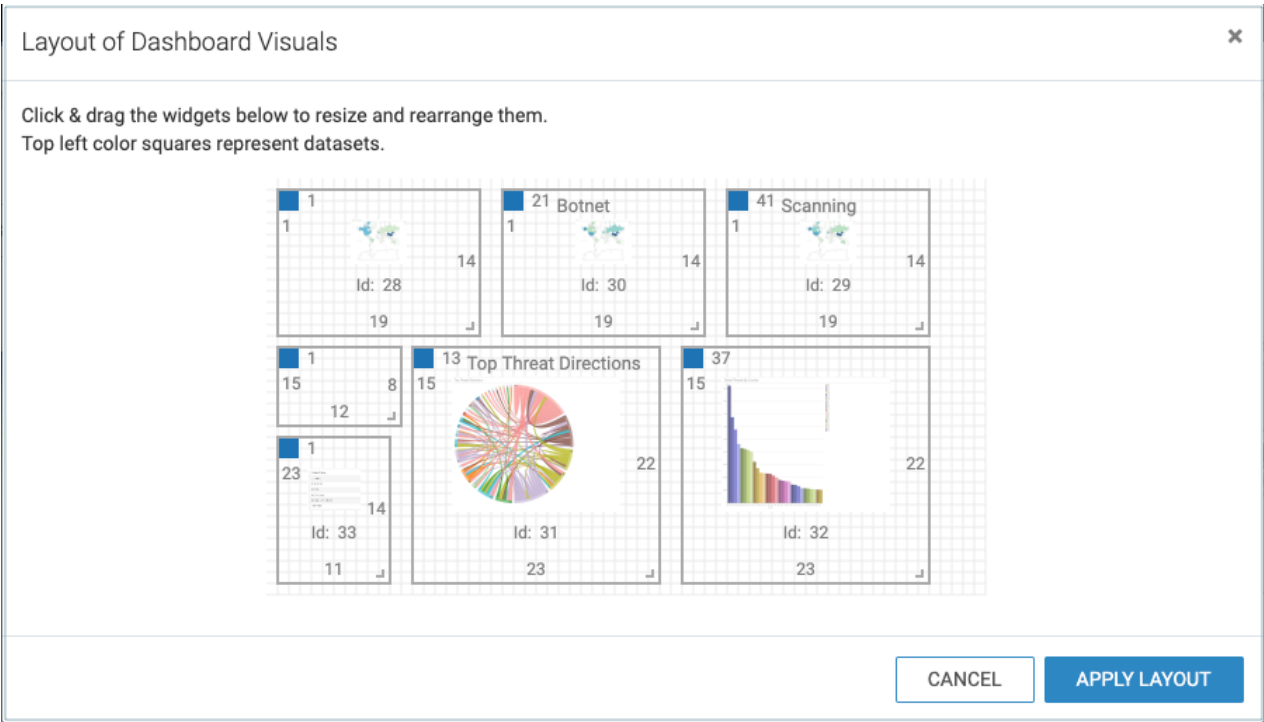 Layout of Dashboard Visuals ×
Click & drag the widgets below to resize and rearrange them.
Top left color squares represent datasets.
1
1
14
Id: 28
19
21 Botnet
1
14
Id: 30
19
41 Scanning
1
14
Id: 29
19
1
15 8
12
13 Top Threat Directions
15
22
Id: 31
23
37
15
22
Id: 32
23
1
23
14
Id: 33
11
CANCEL
APPLY LAYOUT